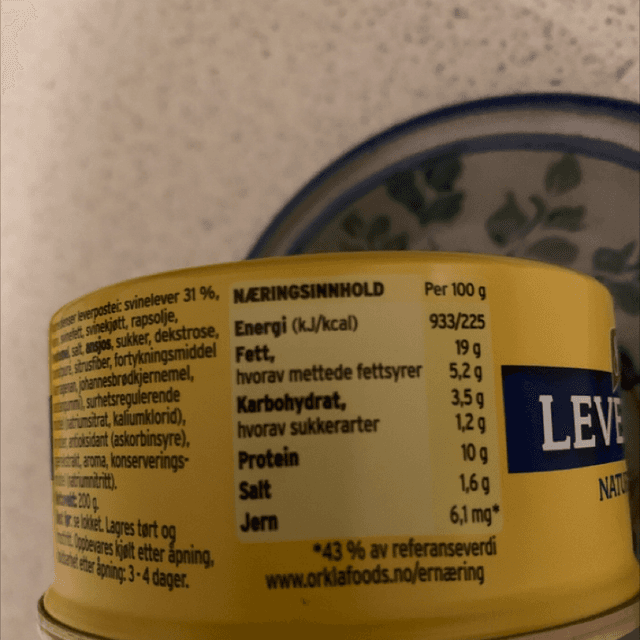 leverpostei: svinelever 31 %,
svinekjøtt, rapsolje,
salt, ansjos, sukker, dekstrose,
sitrusfiber, fortykningsmiddel
johannesbrødkjernemel,
surhetsregulerende
kaliumklorid),
antioksidant (askorbinsyre),
aroma, konserverings-
200 g.
se lokket. Lagres tørt og
Oppbevares kjølt etter åpning,
etter åpning: 3-4 dager.
NÆRINGSINNHOLD Per 100 g
Energi (kJ/kcal) 933/225
Fett, 19 g
hvorav mettede fettsyrer 5,2 g
Karbohydrat, 3,5 g
hvorav sukkerarter 1,2 g
Protein 10 g
Salt 1,6 g
Jern 6,1 mg*
*43 % av referanseverdi
www.orklafoods.no/ernæring
LEVE
NATU